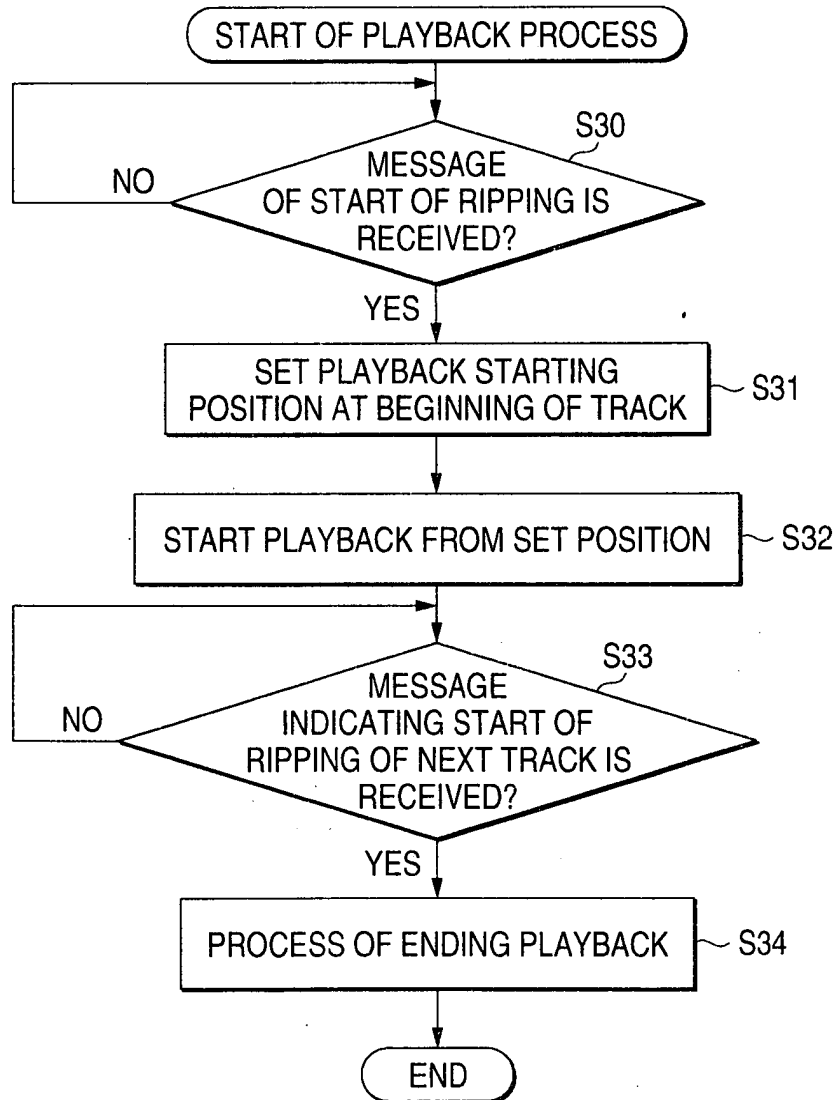 START OF PLAYBACK PROCESS
S30
MESSAGE
OF START OF RIPPING IS
RECEIVED?
NO
YES
SET PLAYBACK STARTING
POSITION AT BEGINNING OF TRACK
S31
START PLAYBACK FROM SET POSITION
S32
S33
MESSAGE
INDICATING START OF
RIPPING OF NEXT TRACK IS
RECEIVED?
NO
YES
PROCESS OF ENDING PLAYBACK
S34
END